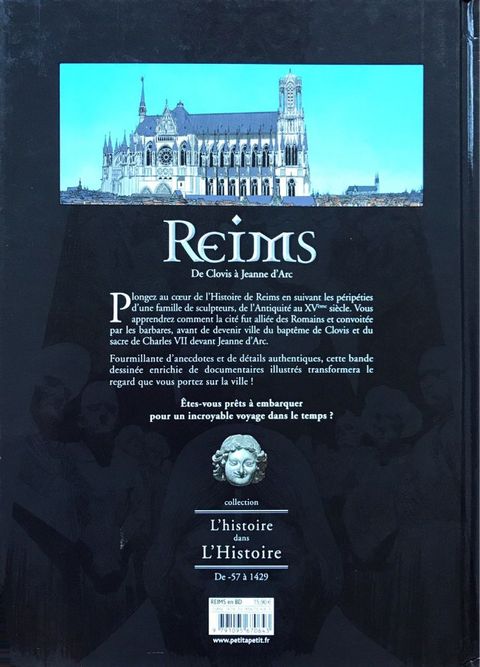 Reims
De Clovis à Jeanne d'Arc
Plongez au cœur de l'Histoire de Reims en suivant les péripéties
d'une famille de sculpteurs, de l'Antiquité au XVème siècle. Vous
apprendrez comment la cité fut alliée des Romains et convoitée
par les barbares, avant de devenir ville du baptême de Clovis et du
sacre de Charles VII devant Jeanne d'Arc.
Fourmillante d'anecdotes et de détails authentiques, cette bande
dessinée enrichie de documentaires illustrés transformera le
regard que vous portez sur la ville !
Êtes-vous prêts à embarquer
pour un incroyable voyage dans le temps ?
collection
L'histoire
dans
L'Histoire
De -57 à 1429
REIMS en BD 15,90 €
9 791095 670643
www.petitapetit.fr